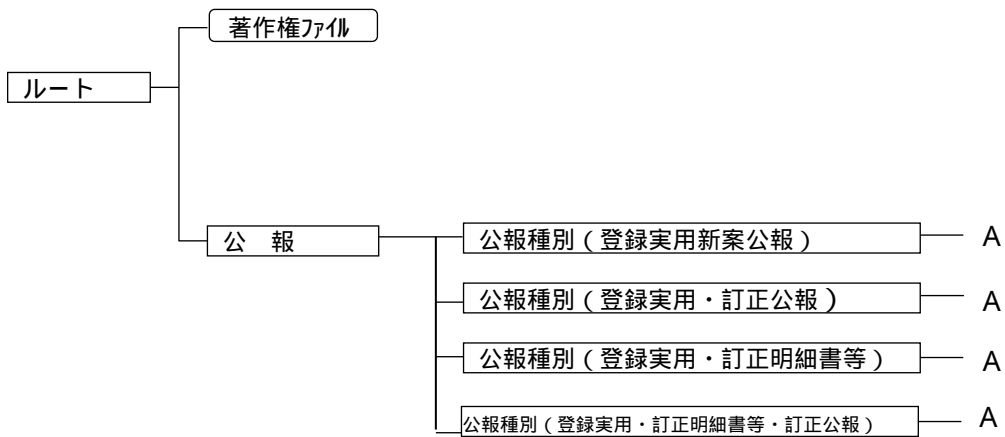 著作権ﾌｧｲﾙ
ルート
公　報
公報種別（登録実用新案公報）
A
公報種別（登録実用・訂正公報）
A
公報種別（登録実用・訂正明細書等）
A
公報種別（登録実用・訂正明細書等・訂正公報）
A